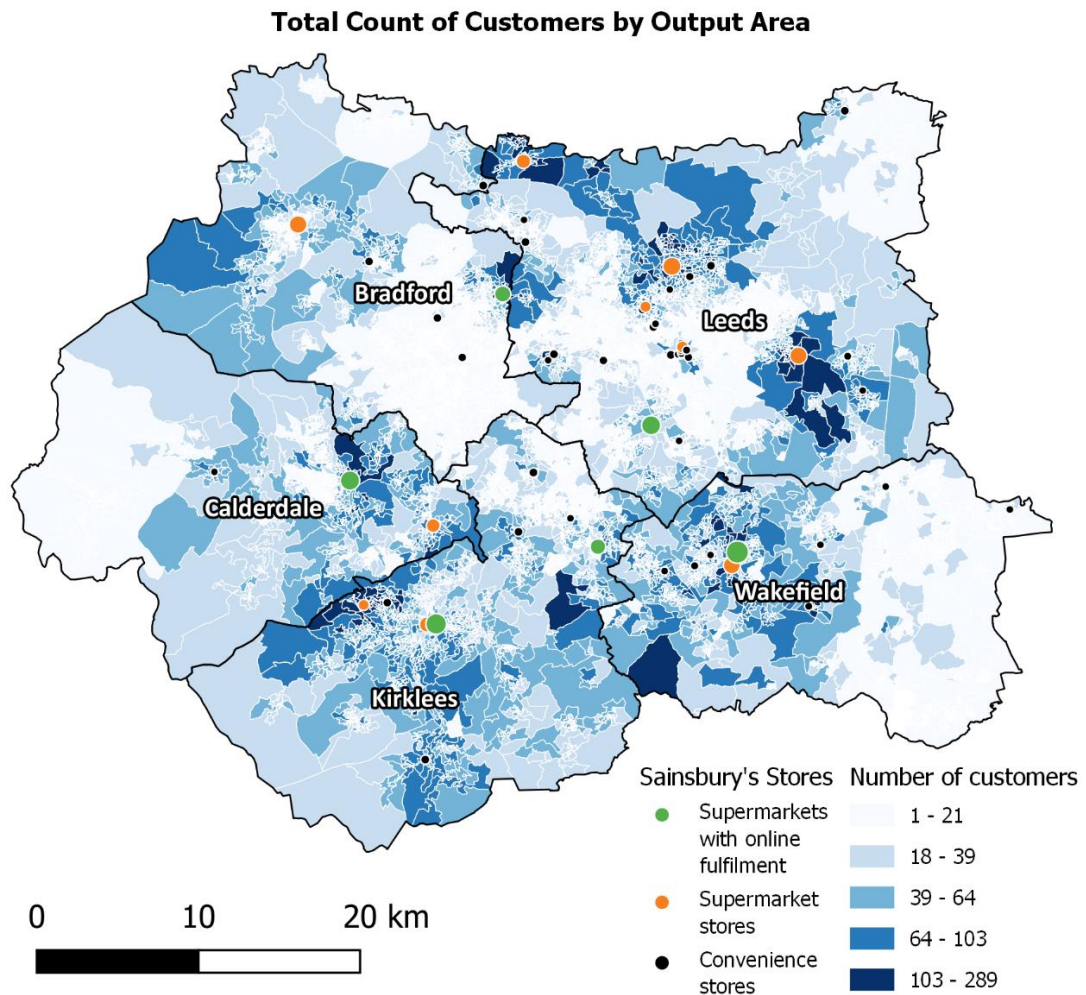 Total Count of Customers by Output Area
Bradford
Leeds
Calderdale
Wakefield
Kirklees
Sainsbury's Stores
Supermarkets
with online
fulfilment
Supermarket
stores
Convenience
stores
Number of customers
1 - 21
18 - 39
39 - 64
64 - 103
103 - 289
0 10 20 km